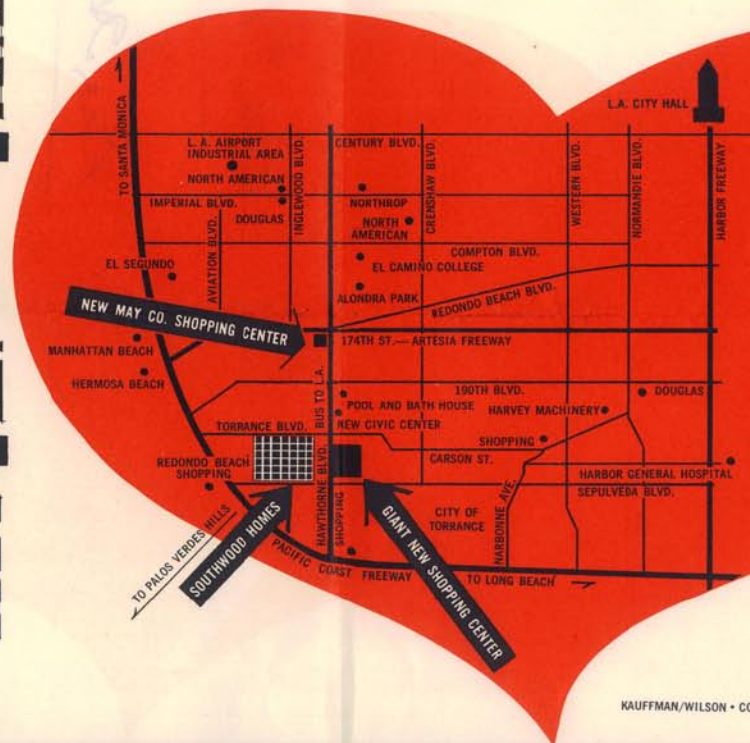 L.A. CITY HALL
TO SANTA MONICA
L.A. AIRPORT
INDUSTRIAL AREA
CENTURY BLVD.
NORTH AMERICAN
INGLEWOOD BLVD.
CRENSHAW BLVD.
WESTERN BLVD.
NORMANDIE BLVD.
HARBOR FREEWAY
IMPERIAL BLVD.
NORTHROP
DOUGLAS
NORTH
AMERICAN
AVIATION BLVD.
COMPTON BLVD.
EL SEGUNDO
EL CAMINO COLLEGE
ALONDRA PARK
REDONDO BEACH BLVD.
NEW MAY CO. SHOPPING CENTER
174TH ST.—ARTESIA FREEWAY
MANHATTAN BEACH
HERMOSA BEACH
BUS TO L.A.
190TH BLVD.
DOUGLAS
POOL AND BATH HOUSE
HARVEY MACHINERY
TORRANCE BLVD.
NEW CIVIC CENTER
SHOPPING
REDONDO BEACH
SHOPPING
CARSON ST.
HARBOR GENERAL HOSPITAL
SEPULVEDA BLVD.
HAWTHORNE BLVD.
SHOPPING
CITY OF
TORRANCE
NARBONNE AVE.
TO PALOS VERDES HILLS
SOUTHWOOD HOMES
GIANT NEW SHOPPING CENTER
PACIFIC COAST FREEWAY
TO LONG BEACH
KAUFFMAN/WILSON • CO